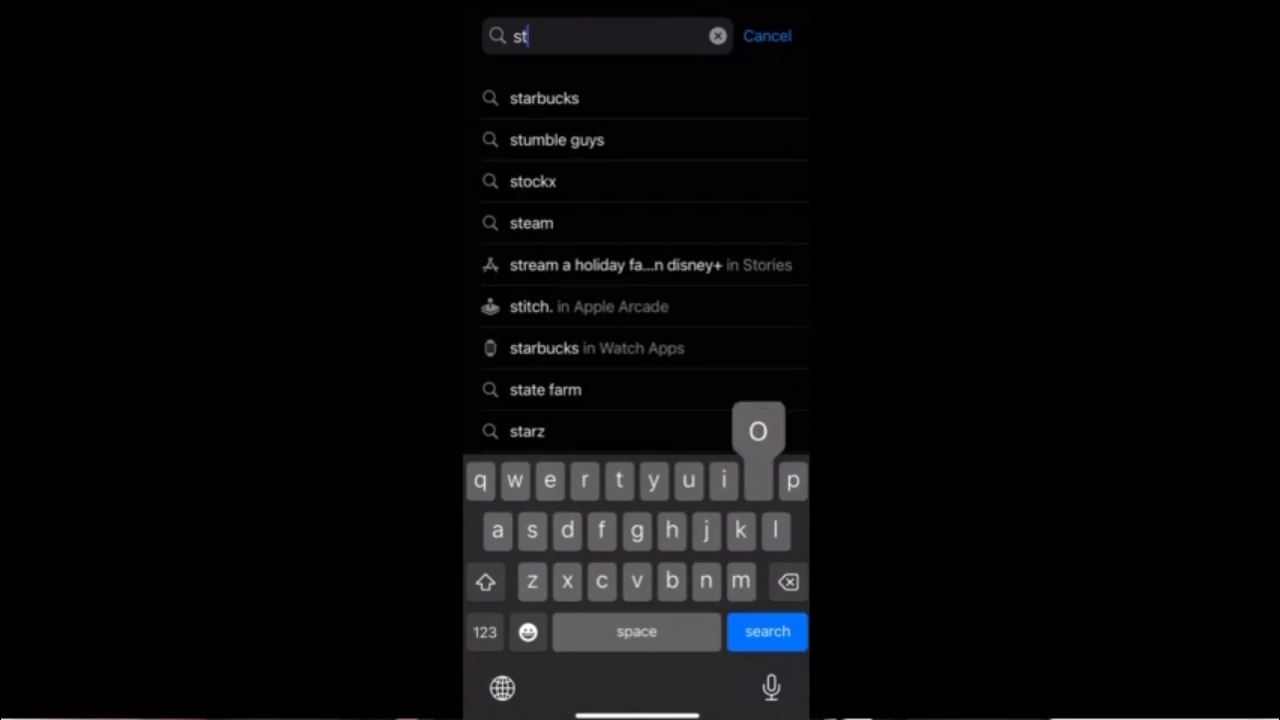 st Cancel
starbucks
stumble guys
stockx
steam
stream a holiday fa...n disney+ in Stories
stitch. in Apple Arcade
starbucks in Watch Apps
state farm
starz
O
q w e r t y u i p
a s d f g h j k l
z x c v b n m
123 space search